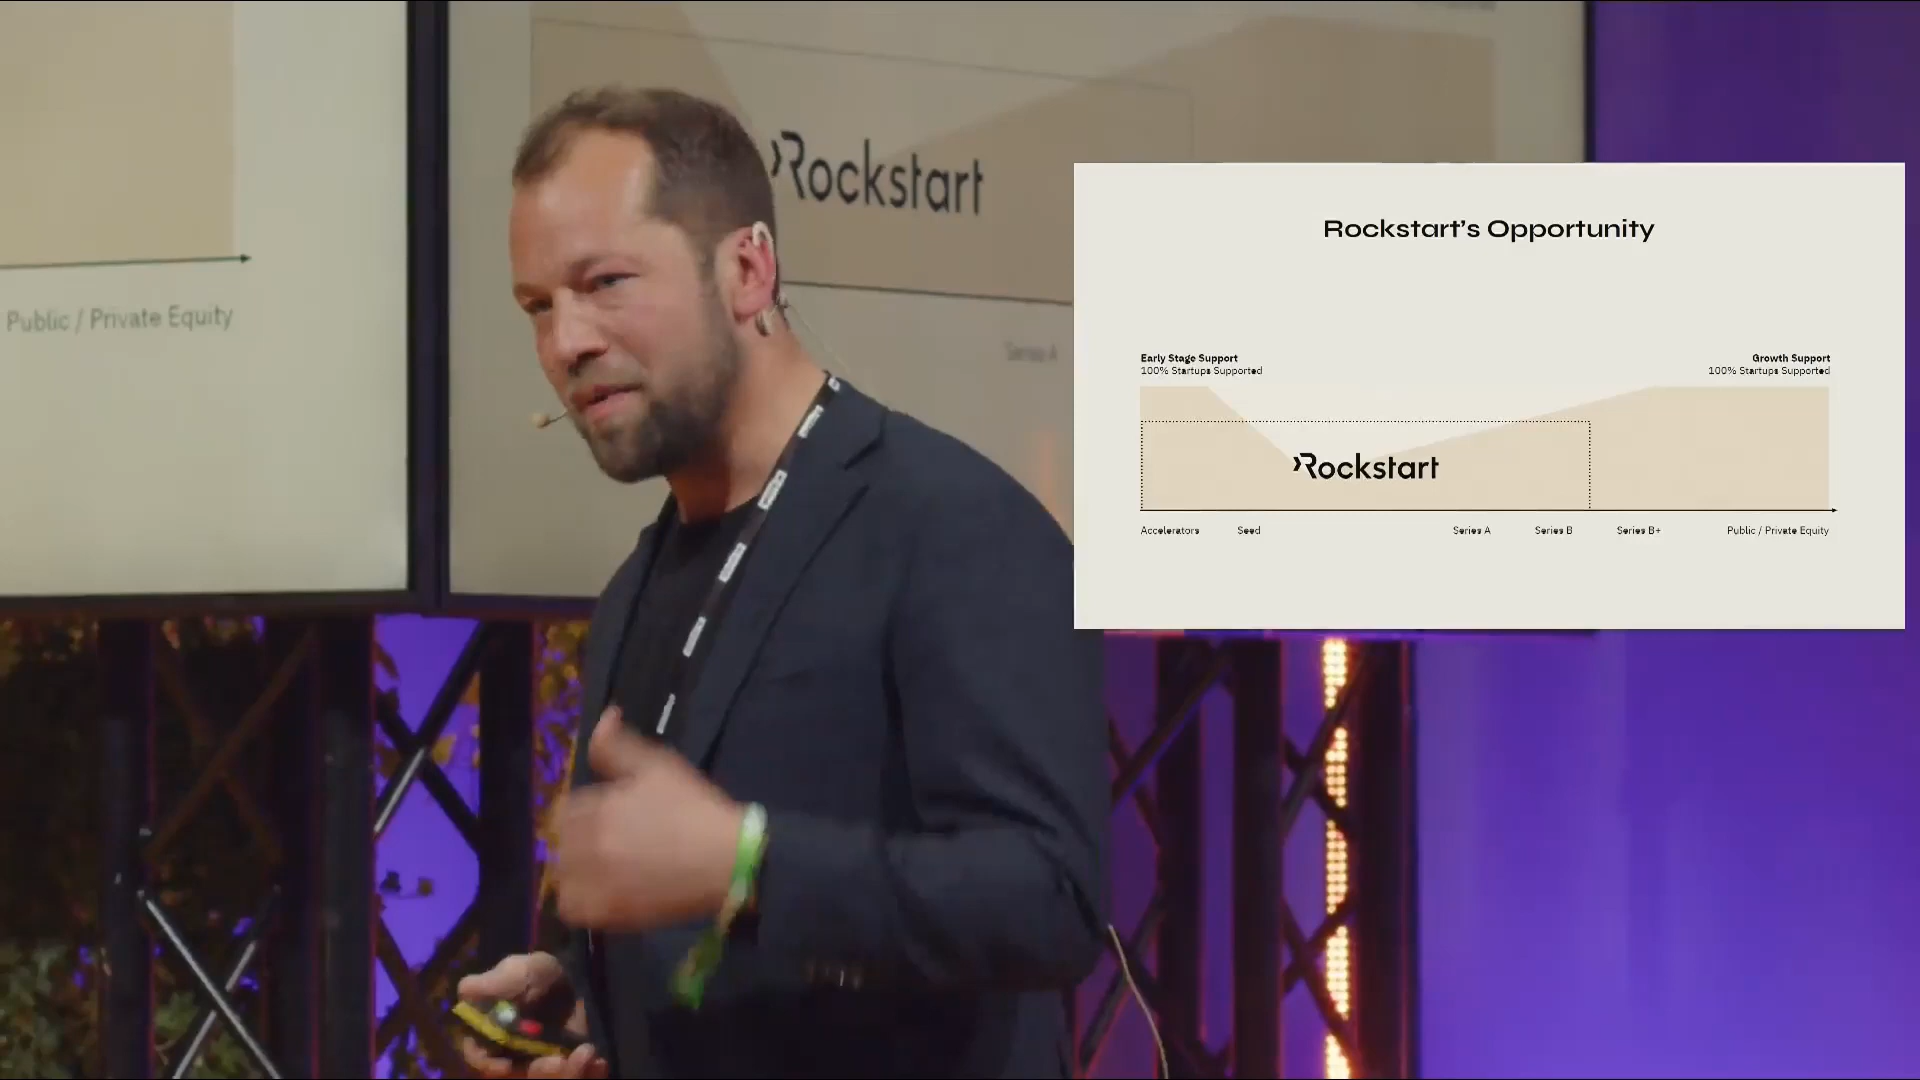 Public / Private Equity
Rockstart
Series A
Rockstart's Opportunity
Early Stage Support
100% Startups Supported
Growth Support
100% Startups Supported
Rockstart
Accelerators Seed Series A Series B Series B+ Public / Private Equity